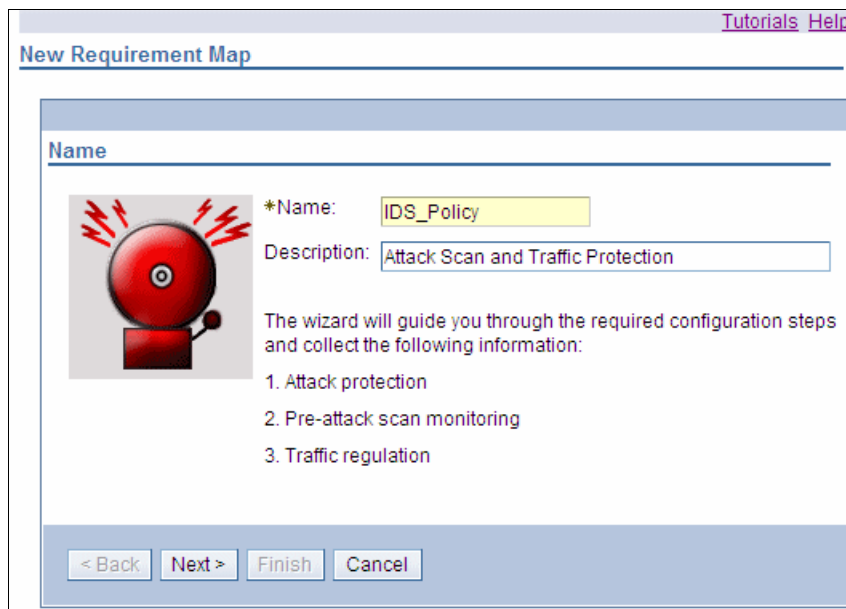 Tutorials Help
New Requirement Map
Name
*Name: IDS_Policy
Description: Attack Scan and Traffic Protection
The wizard will guide you through the required configuration steps
and collect the following information:
1. Attack protection
2. Pre-attack scan monitoring
3. Traffic regulation
< Back Next > Finish Cancel